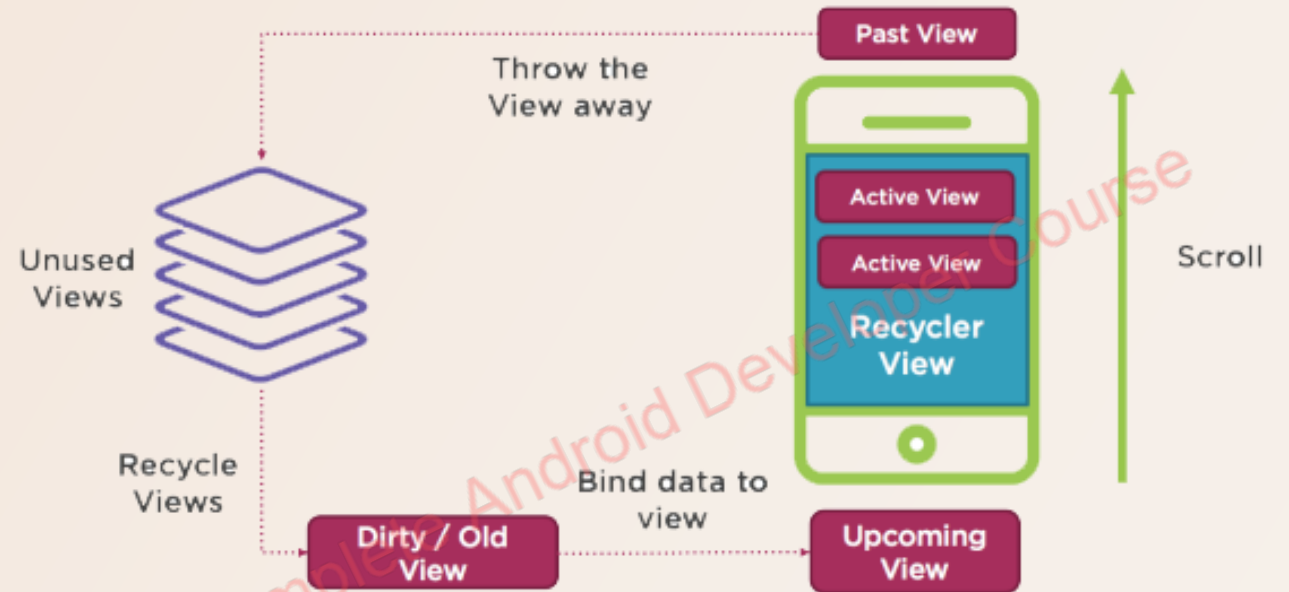 Past View
Throw the
View away
Active View
Active View
Recycler
View
Scroll
Unused
Views
Recycle
Views
Bind data to
view
Dirty / Old
View
Upcoming
View
Android Developer Course